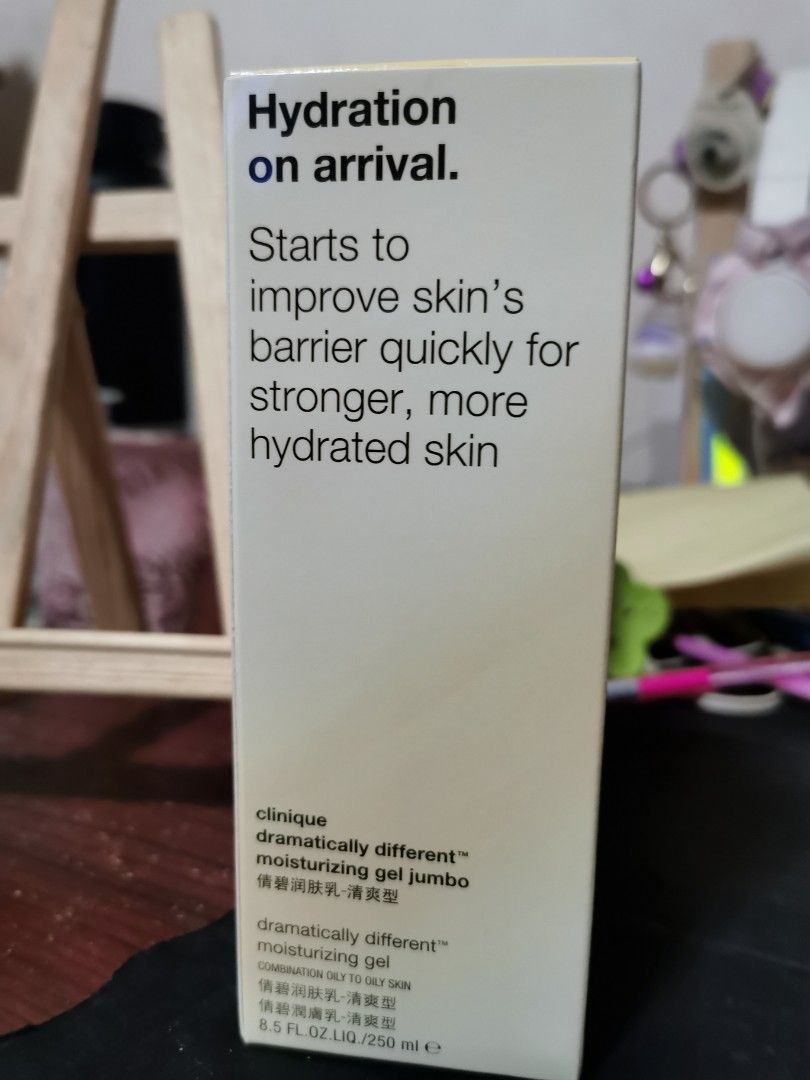 Hydration
on arrival.
Starts to
improve skin's
barrier quickly for
stronger, more
hydrated skin
clinique
dramatically different™
moisturizing gel jumbo
倩碧润肤乳-清爽型
dramatically different™
moisturizing gel
COMBINATION OILY TO OILY SKIN
倩碧润肤乳-清爽型
倩碧潤膚乳-清爽型
8.5 FL.OZ.LIQ./250 ml ℮